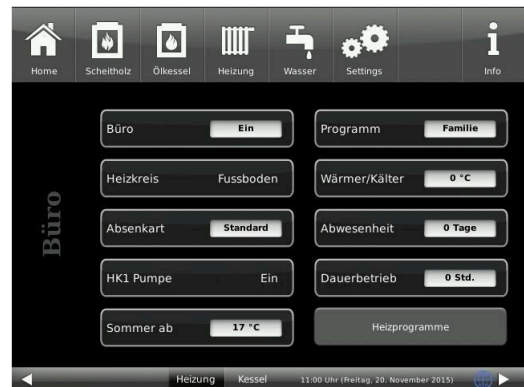 Home Scheitholz Ölkessel Heizung Wasser Settings Info
Büro
Büro Ein
Heizkreis Fussboden
Absenkart Standard
HK1 Pumpe Ein
Sommer ab 17 °C
Programm Familie
Wärmer/Kälter 0 °C
Abwesenheit 0 Tage
Dauerbetrieb 0 Std.
Heizprogramme
Heizung Kessel 11:00 Uhr (Freitag, 20. November 2015)